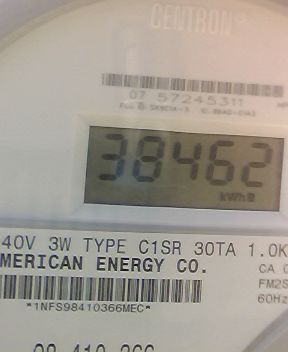 CENTRON
07 57245311
38462
kWh
40V 3W TYPE C1SR 30TA 1.0K
MERICAN ENERGY CO.
CA
FM2S
60Hz
*1NFS98410366MEC*